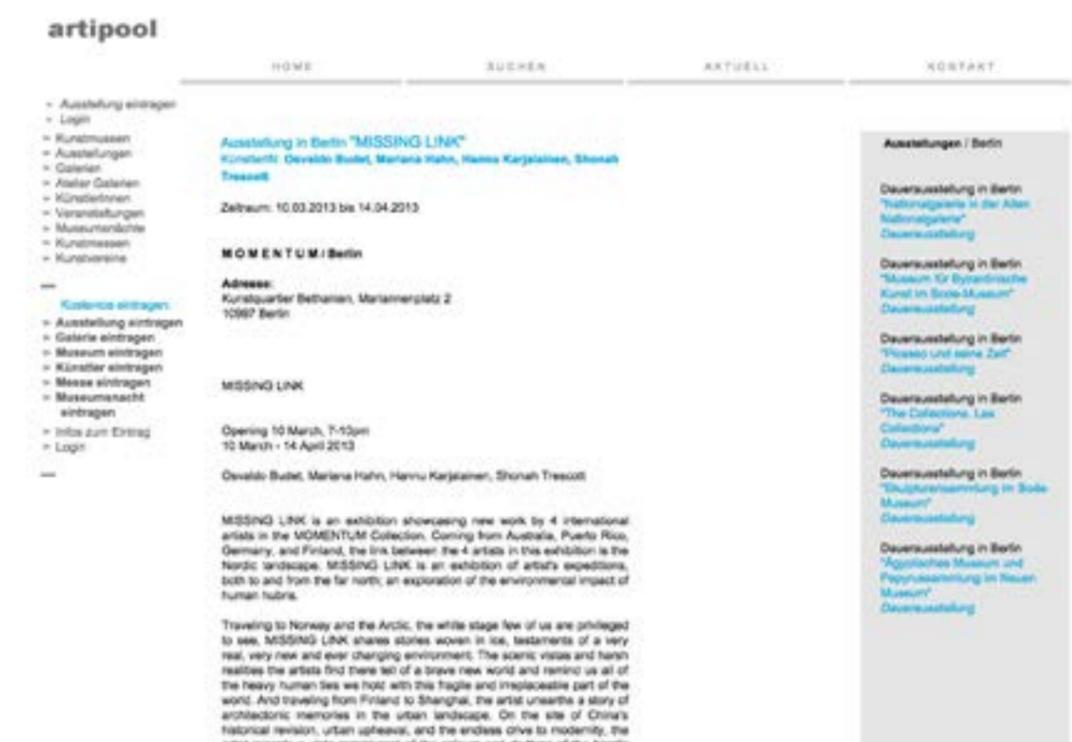 artipool
HOME SUCHEN AKTUELL KONTAKT
Ausstellung eintragen
Login
Kunstmussen
Ausstellungen
Galerien
Atelier Galerien
KünstlerInnen
Veranstaltungen
Museumsnächte
Kunstmessen
Kunstvereine
Kostenlos eintragen:
Ausstellung eintragen
Galerie eintragen
Museum eintragen
Künstler eintragen
Messe eintragen
Museumsnacht
eintragen
Infos zum Eintrag
Login
Ausstellung in Berlin "MISSING LINK"
KünstlerIN: Osvaldo Budet, Mariana Hahn, Hannu Karjalainen, Shonah
Trescott
Zeitraum: 10.03.2013 bis 14.04.2013
MOMENTUM / Berlin
Adresse:
Kunstquartier Bethanien, Mariannenplatz 2
10997 Berlin
MISSING LINK
Opening 10 March, 7-10pm
10 March - 14 April 2013
Osvaldo Budet, Mariana Hahn, Hannu Karjalainen, Shonah Trescott
MISSING LINK is an exhibition showcasing new work by 4 international
artists in the MOMENTUM Collection. Coming from Australia, Puerto Rico,
Germany, and Finland, the link between the 4 artists in this exhibition is the
Nordic landscape. MISSING LINK is an exhibition of artist's expeditions,
both to and from the far north; an exploration of the environmental impact of
human hubris.
Traveling to Norway and the Arctic, the white stage few of us are privileged
to see, MISSING LINK shares stories woven in ice, testaments of a very
real, very new and ever changing environment. The scenic vistas and harsh
realities the artists find there tell of a brave new world and remind us all of
the heavy human ties we hold with this fragile and irreplaceable part of the
world. And traveling from Finland to Shanghai, the artist unearths a story of
architectonic memories in the urban landscape. On the site of China's
historical revision, urban upheaval, and the endless drive to modernity, the
Ausstellungen / Berlin
Dauerausstellung in Berlin
"Nationalgalerie in der Alten
Nationalgalerie"
Dauerausstellung
Dauerausstellung in Berlin
"Museum für Byzantinische
Kunst im Bode-Museum"
Dauerausstellung
Dauerausstellung in Berlin
"Picasso und seine Zeit"
Dauerausstellung
Dauerausstellung in Berlin
"The Collections. Les
Collections"
Dauerausstellung
Dauerausstellung in Berlin
"Skulpturensammlung im Bode-
Museum"
Dauerausstellung
Dauerausstellung in Berlin
"Ägyptisches Museum und
Papyrussammlung im Neuen
Museum"
Dauerausstellung